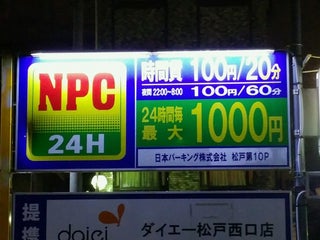 NPC
24H
時間貸 100円/20分
夜間 22:00~8:00 100円/60分
24時間毎
最大 1000円
日本パーキング株式会社 松戸第10P
提携
daiei
ダイエー松戸西口店